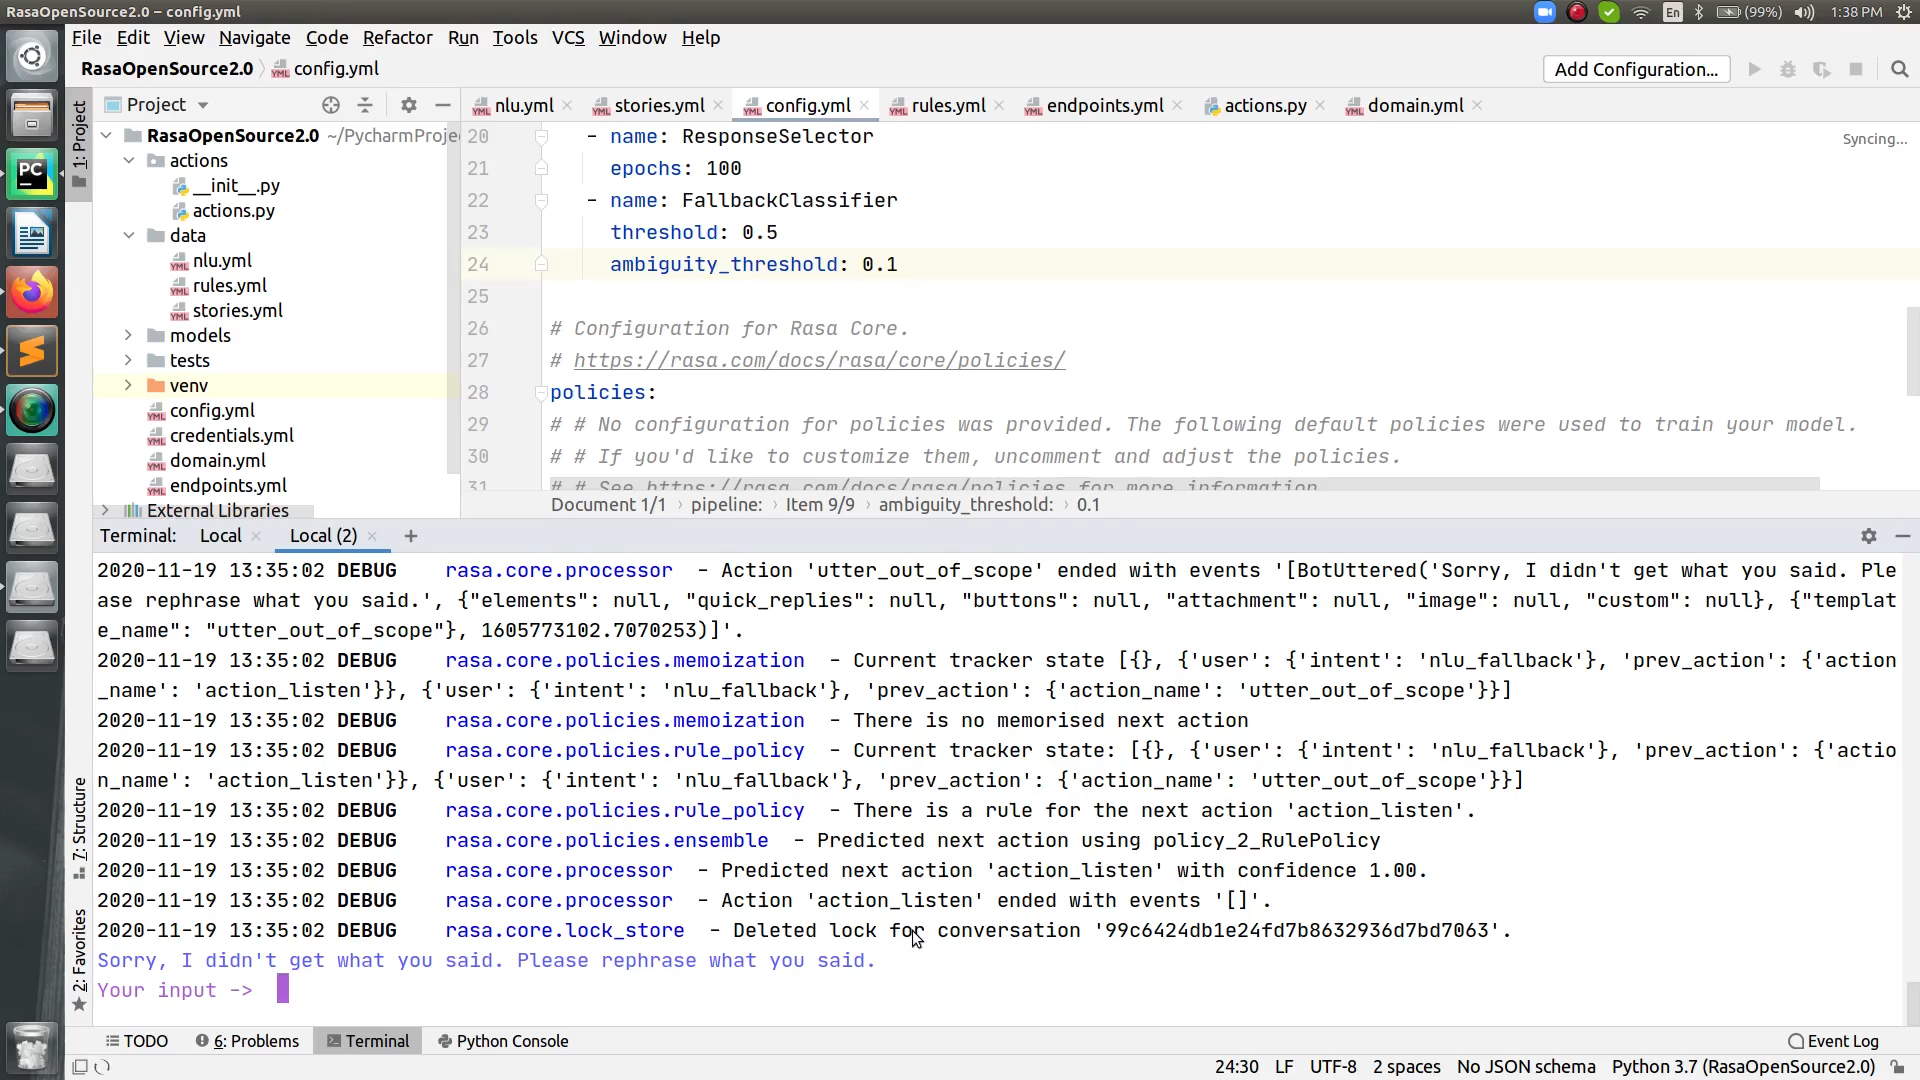 RasaOpenSource2.0 – config.yml
En (99%) 1:38 PM
File Edit View Navigate Code Refactor Run Tools VCS Window Help
RasaOpenSource2.0 config.yml Add Configuration...
1: Project
Project
nlu.yml stories.yml config.yml rules.yml endpoints.yml actions.py domain.yml
RasaOpenSource2.0 ~/PycharmProje
actions
__init__.py
actions.py
data
nlu.yml
rules.yml
stories.yml
models
tests
venv
config.yml
credentials.yml
domain.yml
endpoints.yml
External Libraries
Syncing...
20 - name: ResponseSelector
21 epochs: 100
22 - name: FallbackClassifier
23 threshold: 0.5
24 ambiguity_threshold: 0.1
25
26 # Configuration for Rasa Core.
27 # https://rasa.com/docs/rasa/core/policies/
28 policies:
29 # # No configuration for policies was provided. The following default policies were used to train your model.
30 # # If you'd like to customize them, uncomment and adjust the policies.
31 # # See https://rasa.com/docs/rasa/policies for more information.
Document 1/1 › pipeline: › Item 9/9 › ambiguity_threshold: › 0.1
Terminal: Local Local (2) +
2020-11-19 13:35:02 DEBUG rasa.core.processor - Action 'utter_out_of_scope' ended with events '[BotUttered('Sorry, I didn't get what you said. Ple
ase rephrase what you said.', {"elements": null, "quick_replies": null, "buttons": null, "attachment": null, "image": null, "custom": null}, {"templat
e_name": "utter_out_of_scope"}, 1605773102.7070253)]'.
2020-11-19 13:35:02 DEBUG rasa.core.policies.memoization - Current tracker state [{}, {'user': {'intent': 'nlu_fallback'}, 'prev_action': {'action
_name': 'action_listen'}}, {'user': {'intent': 'nlu_fallback'}, 'prev_action': {'action_name': 'utter_out_of_scope'}}]
2020-11-19 13:35:02 DEBUG rasa.core.policies.memoization - There is no memorised next action
2020-11-19 13:35:02 DEBUG rasa.core.policies.rule_policy - Current tracker state: [{}, {'user': {'intent': 'nlu_fallback'}, 'prev_action': {'actio
n_name': 'action_listen'}}, {'user': {'intent': 'nlu_fallback'}, 'prev_action': {'action_name': 'utter_out_of_scope'}}]
2020-11-19 13:35:02 DEBUG rasa.core.policies.rule_policy - There is a rule for the next action 'action_listen'.
2020-11-19 13:35:02 DEBUG rasa.core.policies.ensemble - Predicted next action using policy_2_RulePolicy
2020-11-19 13:35:02 DEBUG rasa.core.processor - Predicted next action 'action_listen' with confidence 1.00.
2020-11-19 13:35:02 DEBUG rasa.core.processor - Action 'action_listen' ended with events '[]'.
2020-11-19 13:35:02 DEBUG rasa.core.lock_store - Deleted lock for conversation '99c6424db1e24fd7b8632936d7bd7063'.
Sorry, I didn't get what you said. Please rephrase what you said.
Your input ->
7: Structure
2: Favorites
TODO 6: Problems Terminal Python Console Event Log
24:30 LF UTF-8 2 spaces No JSON schema Python 3.7 (RasaOpenSource2.0)